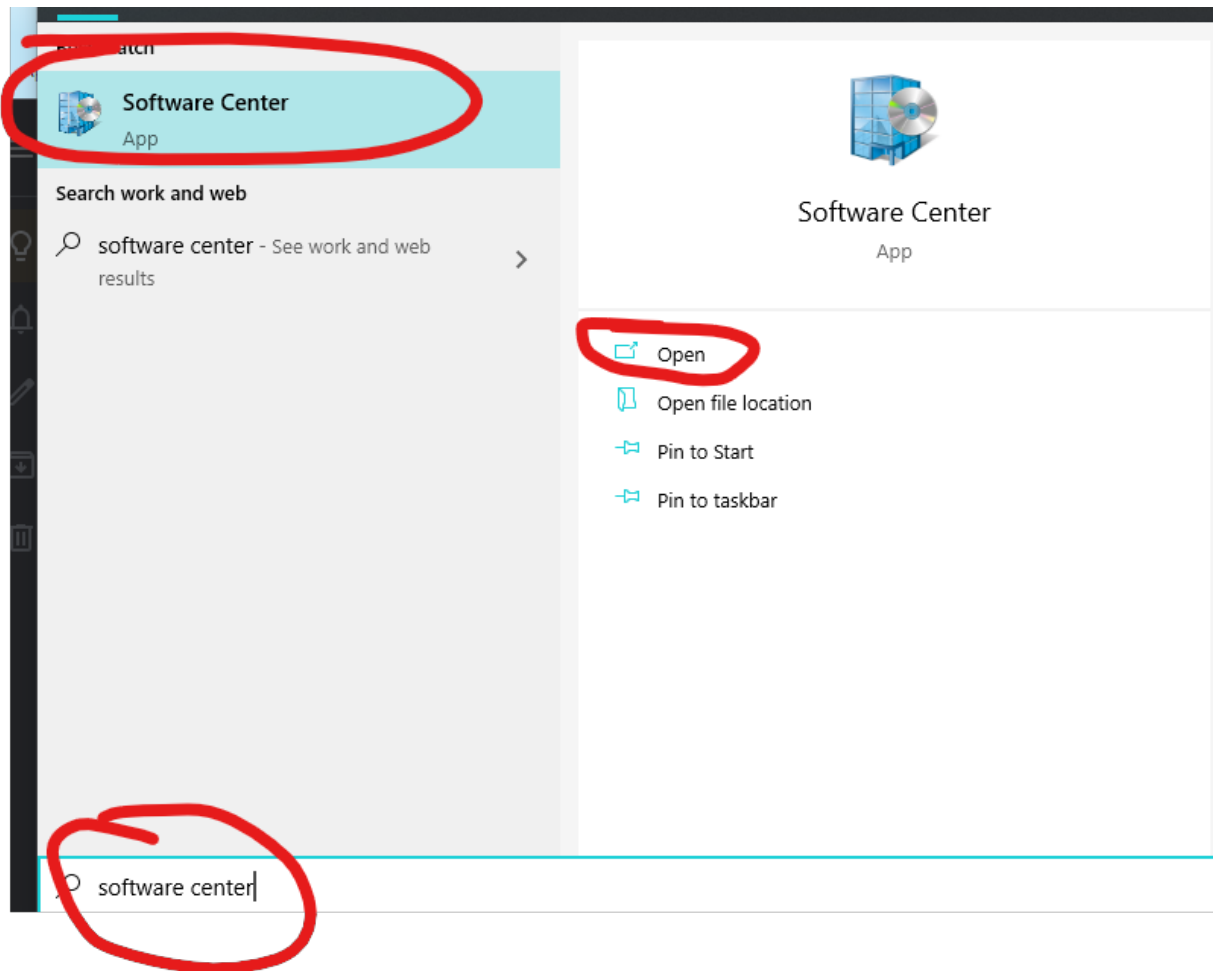 Software Center
App
Search work and web
software center - See work and web
results
Software Center
App
Open
Open file location
Pin to Start
Pin to taskbar
software center